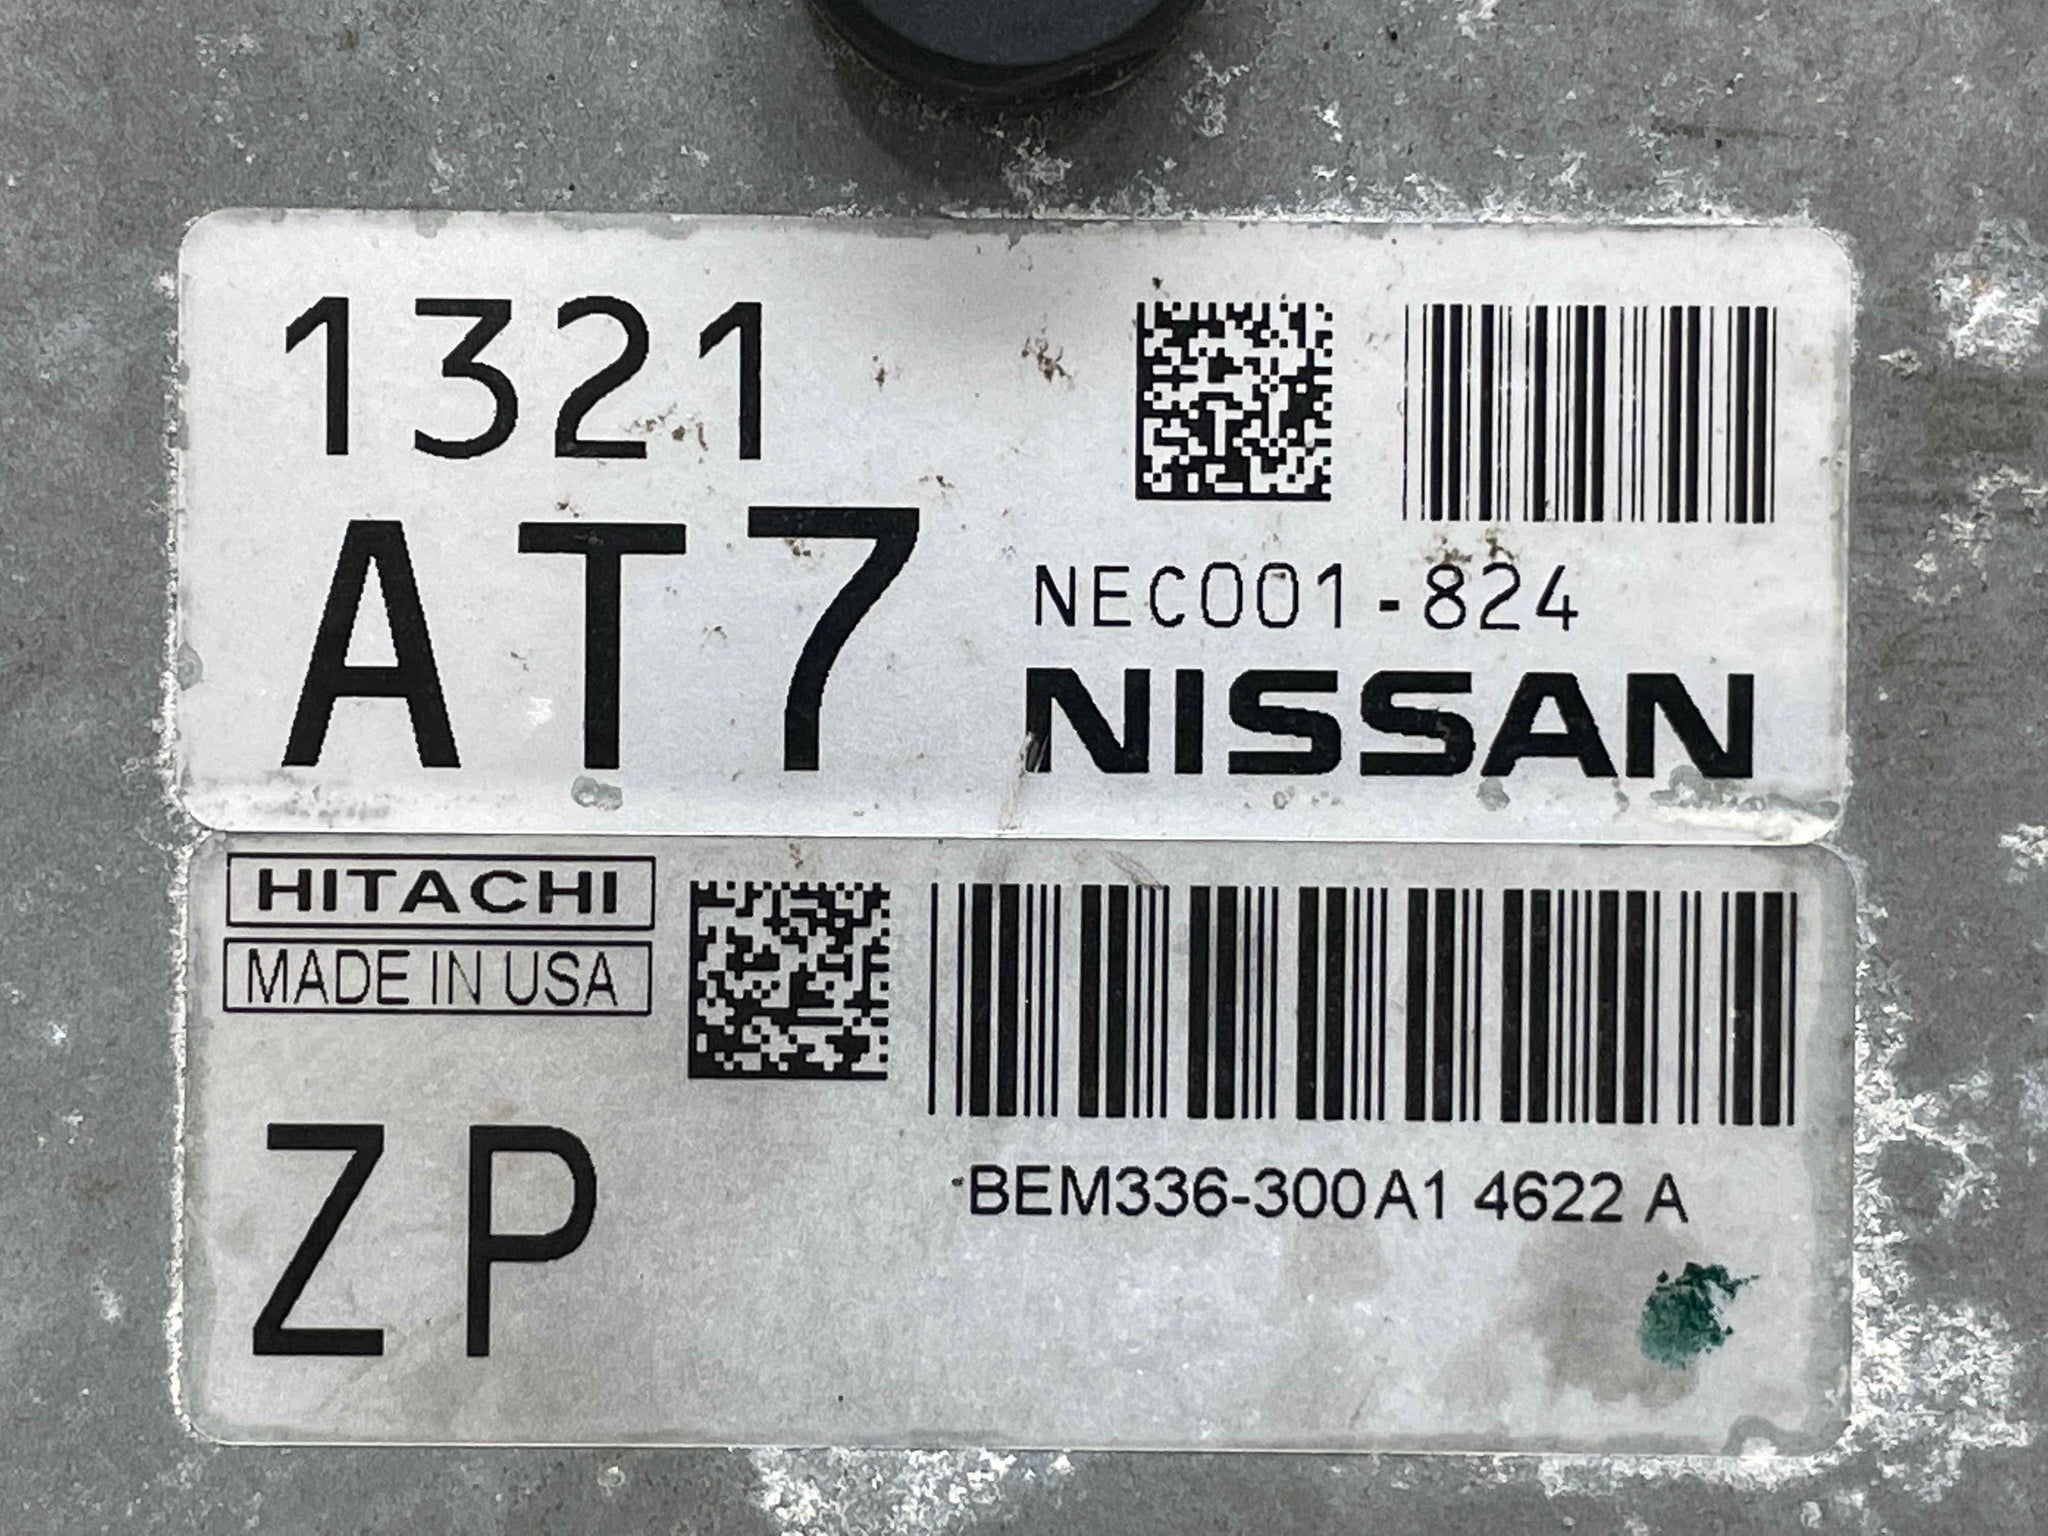 1321
AT7
NEC001-824
NISSAN
HITACHI
MADE IN USA
ZP
BEM336-300 A1 4622 A